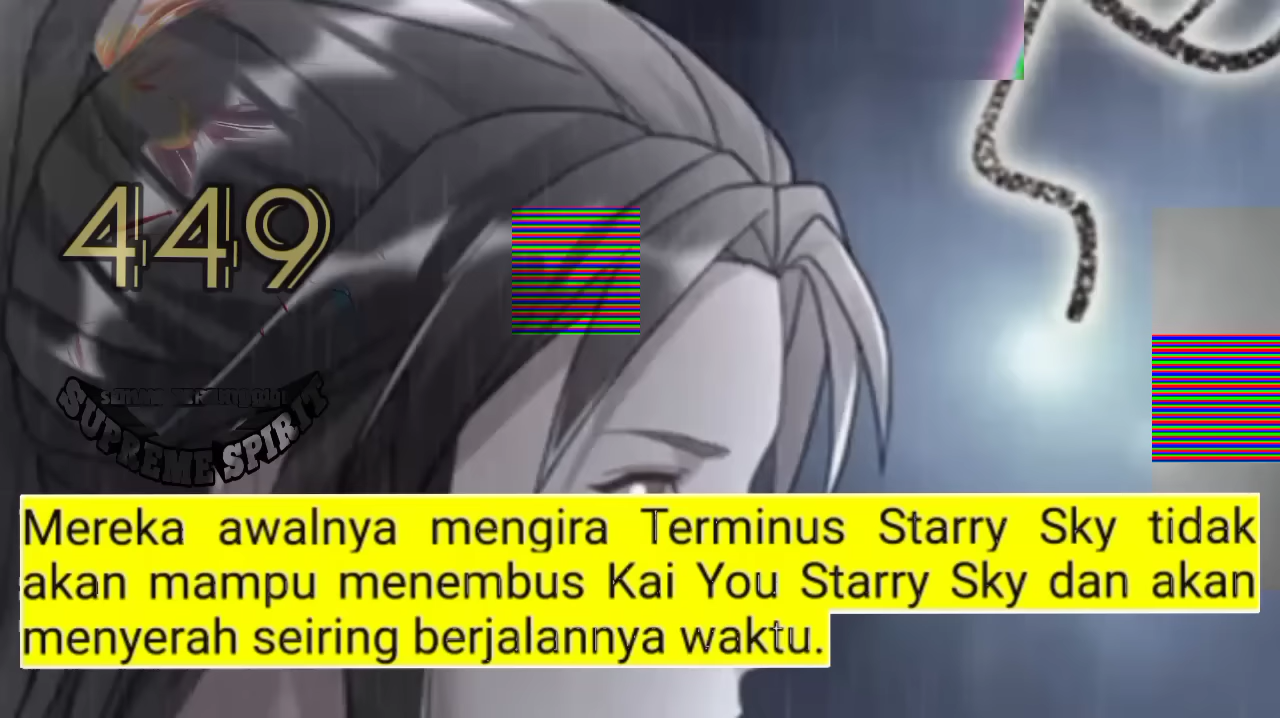 449
SUPREME SPIRIT
Mereka awalnya mengira Terminus Starry Sky tidak
akan mampu menembus Kai You Starry Sky dan akan
menyerah seiring berjalannya waktu.